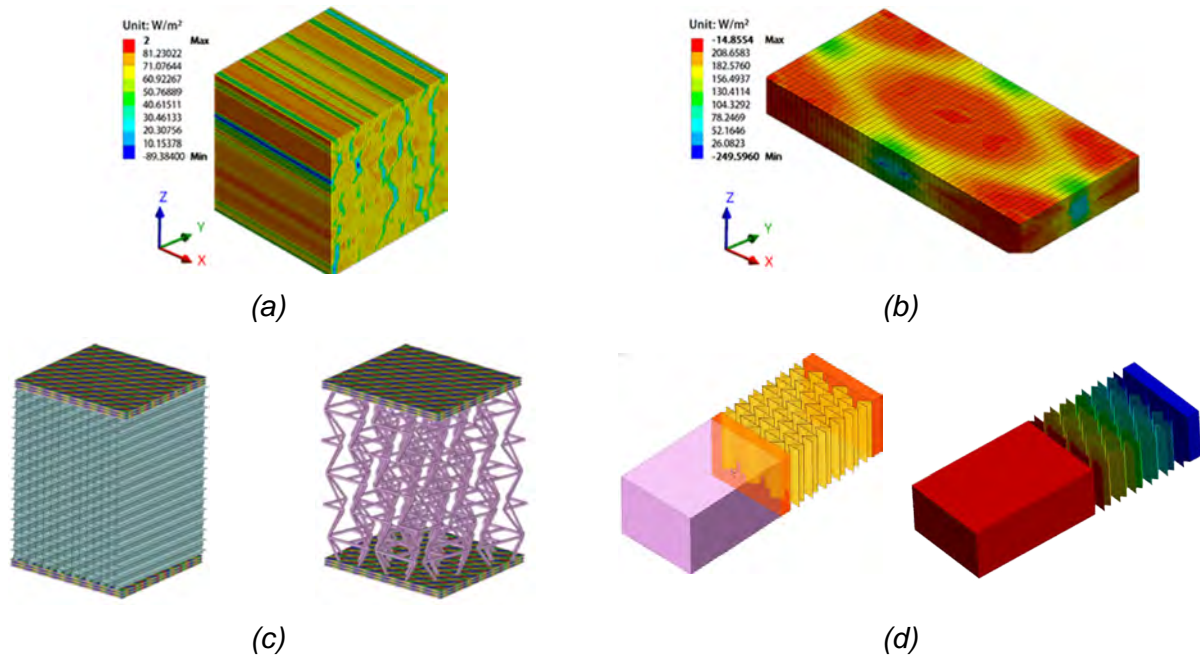 Unit: W/m²
2 Max
81.23022
71.07644
60.92267
50.76889
40.61511
30.46133
20.30756
10.15378
-89.38400 Min
Z
Y
X
(a)
Unit: W/m²
-14.8554 Max
208.6583
182.5760
156.4937
130.4114
104.3292
78.2469
52.1646
26.0823
-249.5960 Min
Z
Y
X
(b)
(c)
(d)